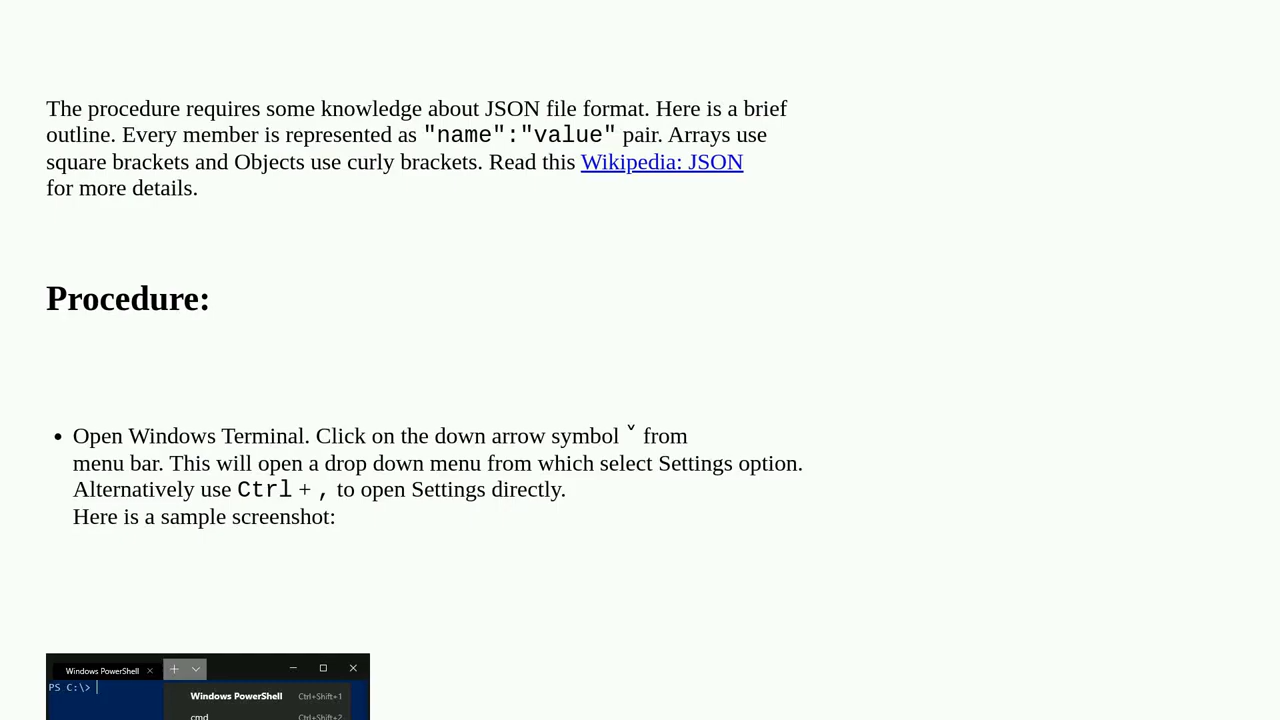 The procedure requires some knowledge about JSON file format. Here is a brief
outline. Every member is represented as "name":"value" pair. Arrays use
square brackets and Objects use curly brackets. Read this Wikipedia: JSON
for more details.
Procedure:
• Open Windows Terminal. Click on the down arrow symbol ˅ from
menu bar. This will open a drop down menu from which select Settings option.
Alternatively use Ctrl + , to open Settings directly.
Here is a sample screenshot:
Windows PowerShell
PS C:\>
Windows PowerShell Ctrl+Shift+1
cmd Ctrl+Shift+2